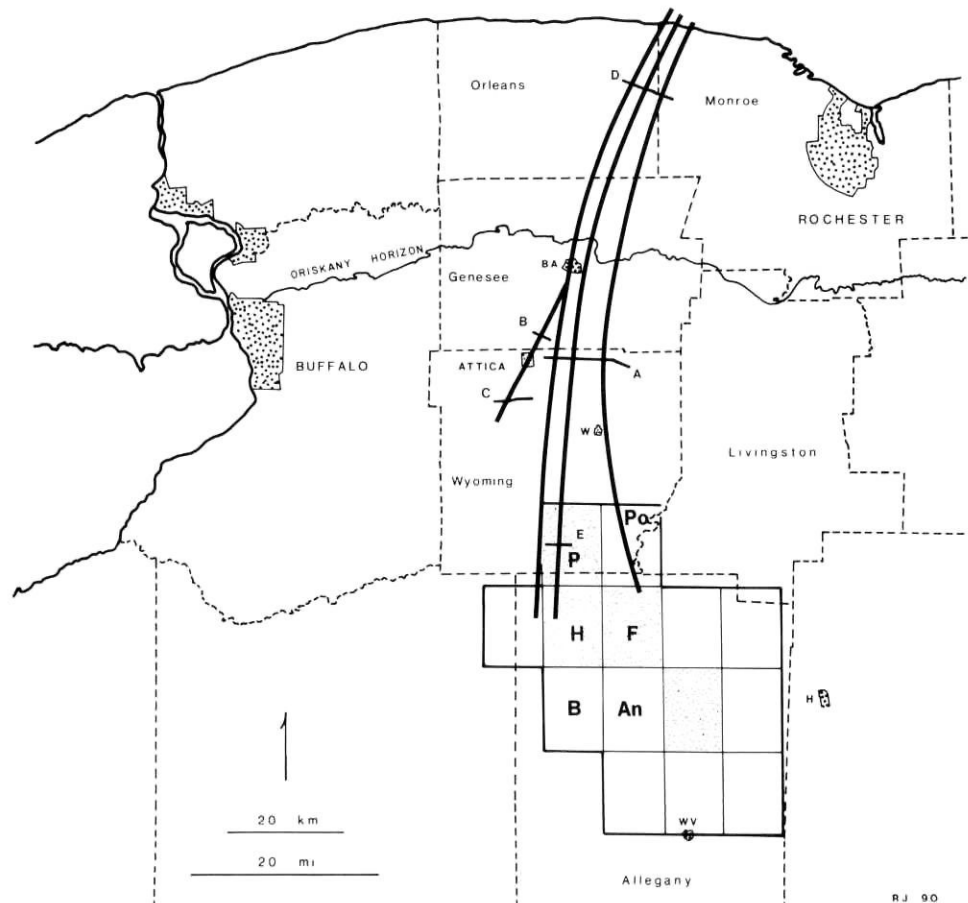 Orleans
D
Monroe
ROCHESTER
ORISKANY HORIZON
BA
Genesee
B
BUFFALO
ATTICA
A
C
W
Livingston
Wyoming
Po
E
P
H
F
B
An
H
20 km
20 mi
WV
Allegany
RJ 90